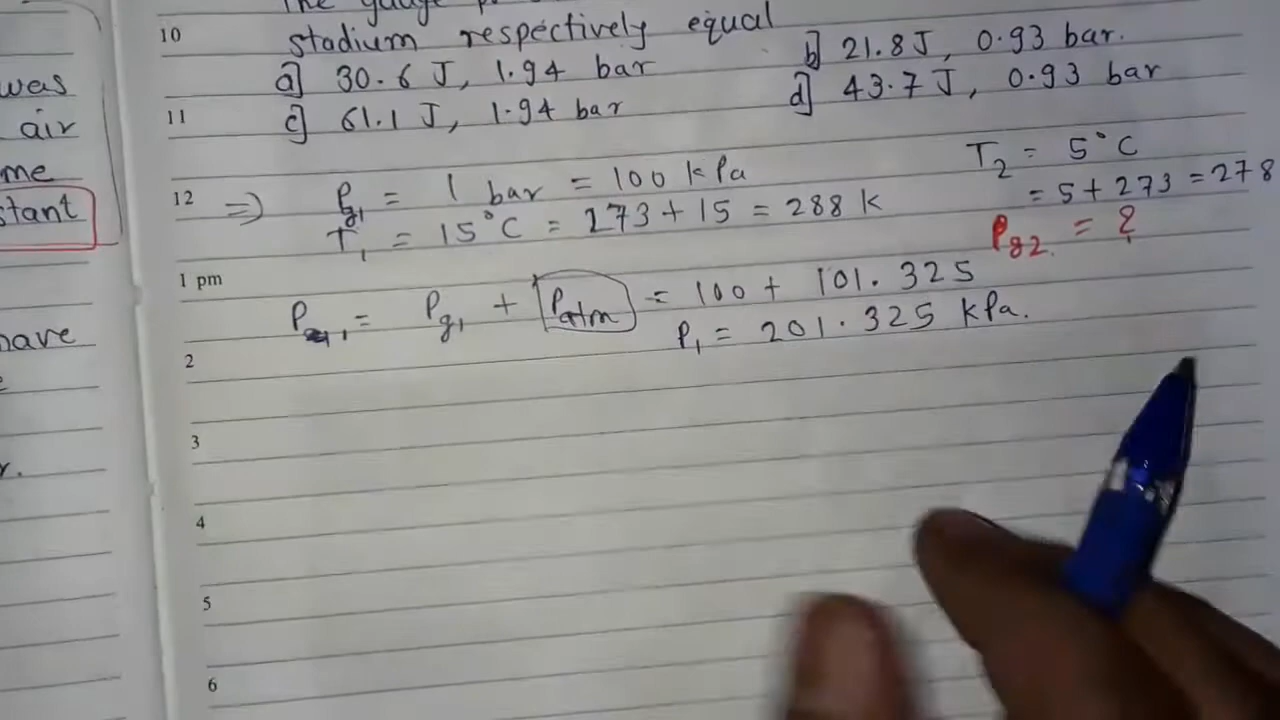 was
air
me
stant
have
r.
10
The gauge p
stadium respectively equal
a] 30.6 J, 1.94 bar
b] 21.8 J, 0.93 bar.
11
c] 61.1 J, 1.94 bar
d] 43.7 J, 0.93 bar
12
=> Pg1 = 1 bar = 100 kPa
T1 = 15°C = 273 + 15 = 288 K
T2 = 5°C
= 5 + 273 = 278
Pg2. = ?
1 pm
P1 = Pg1 + Patm = 100 + 101.325
P1 = 201.325 kPa.
2
3
4
5
6